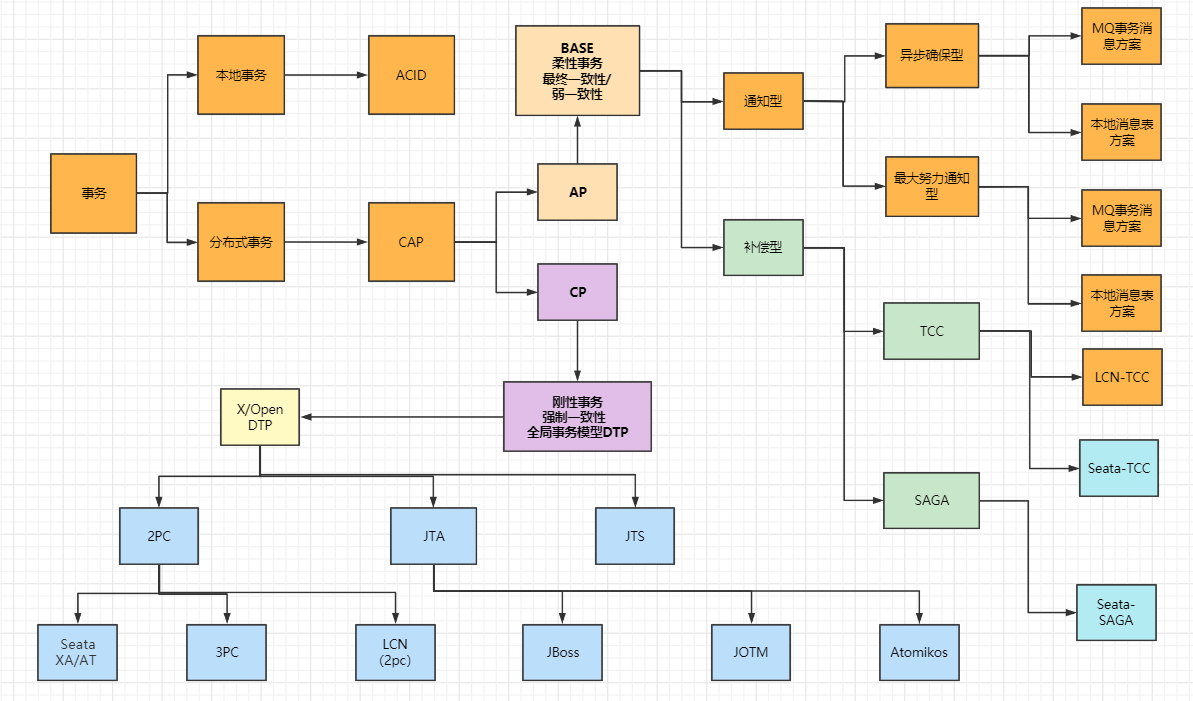 事务
本地事务
ACID
分布式事务
CAP
BASE
柔性事务
最终一致性/
弱一致性
AP
CP
刚性事务
强制一致性
全局事务模型DTP
通知型
异步确保型
MQ事务消
息方案
本地消息表
方案
最大努力通知
型
MQ事务消
息方案
本地消息表
方案
补偿型
TCC
LCN-TCC
Seata-TCC
SAGA
Seata-
SAGA
X/Open
DTP
2PC
JTA
JTS
Seata
XA/AT
3PC
LCN
(2pc)
JBoss
JOTM
Atomikos